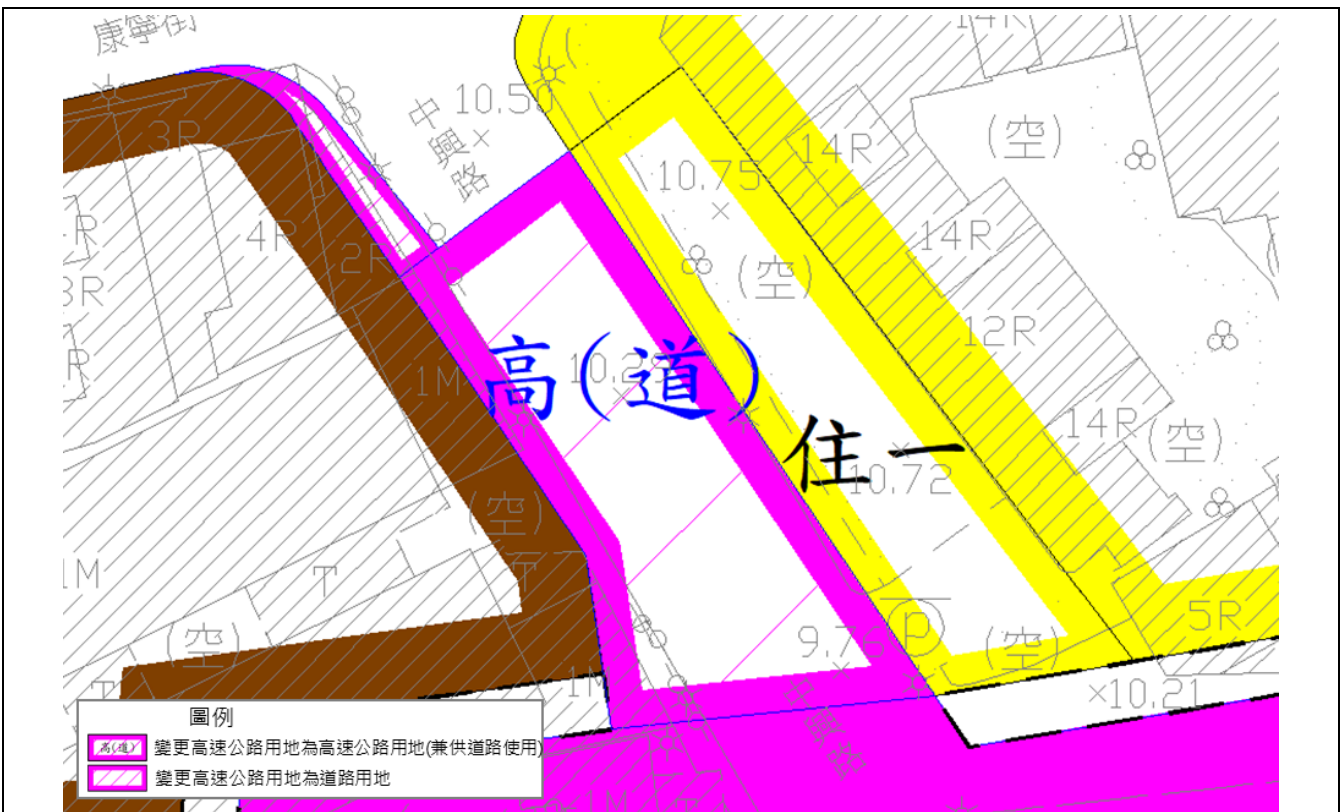 康寧街
14R
中興路
10.50
3R
14R
(空)
10.75
R
4R
2R
14R
(空)
3R
12R
高(道)
10.28
1M
R
住一
14R
(空)
10.72
(空)
1M
T
T
(空)
5R
9.76
P
(空)
1M
中興路
×10.21
圖例
高(道) 變更高速公路用地為高速公路用地(兼供道路使用)
變更高速公路用地為道路用地
1M